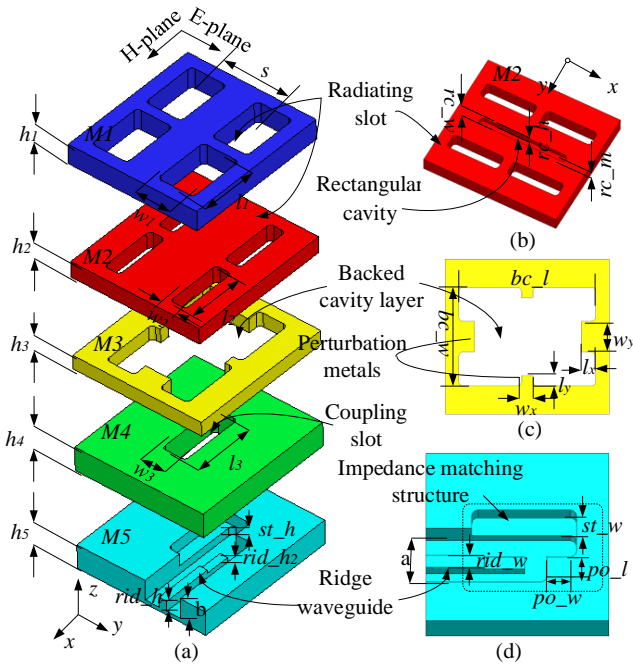 E-plane
H-plane
s
Radiating slot
h1
M1
w1
l1
M2
rc_w
rc_h
rc_m
y
x
Rectangular cavity
(b)
h2
M2
w2
l2
Backed cavity layer
bc_l
bc_w
wy
lx
ly
wx
(c)
h3
M3
Perturbation metals
h4
M4
Coupling slot
w3
l3
Impedance matching structure
h5
M5
st_h
rid_h2
rid_h
b
Ridge waveguide
z
x
y
(a)
a
rid_w
st_w
po_l
po_w
(d)